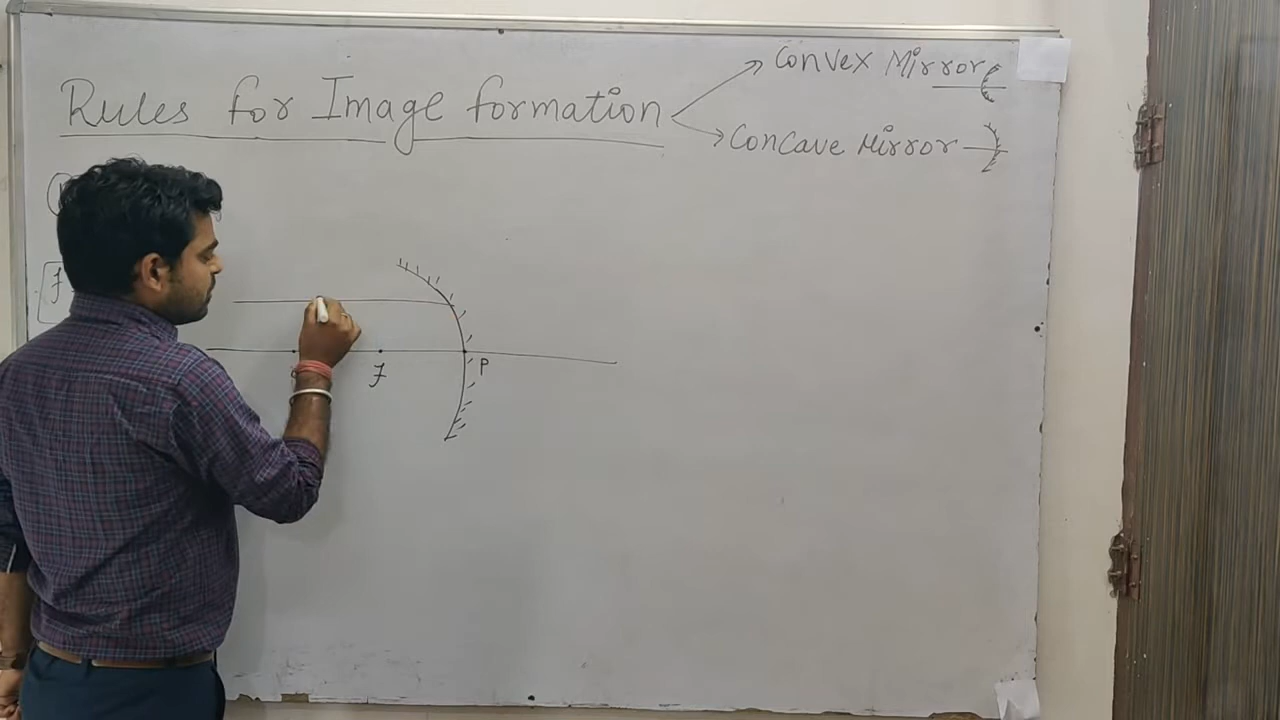 Convex Mirror
Rules for Image formation
Concave Mirror
f
f
P